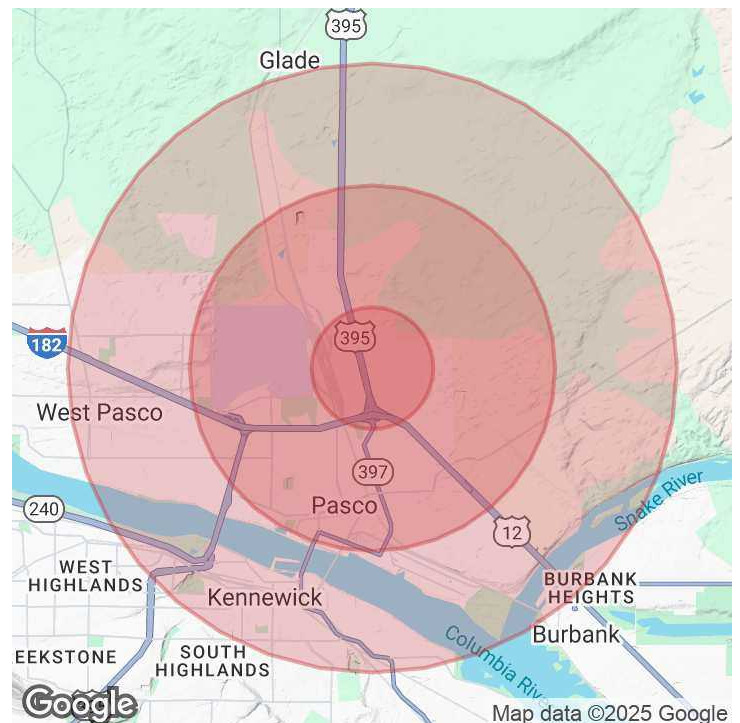 395
Glade
395
182
West Pasco
397
240
Pasco
Snake River
12
WEST
HIGHLANDS
BURBANK
HEIGHTS
Kennewick
Burbank
EEKSTONE
SOUTH
HIGHLANDS
Columbia River
Google
Map data ©2025 Google